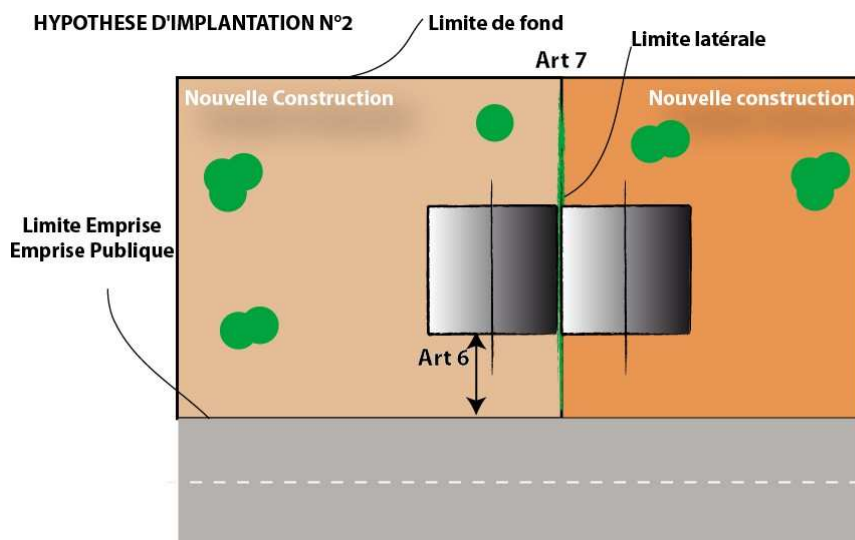 HYPOTHESE D'IMPLANTATION N°2
Limite de fond
Limite latérale
Art 7
Nouvelle Construction
Nouvelle construction
Limite Emprise
Emprise Publique
Art 6